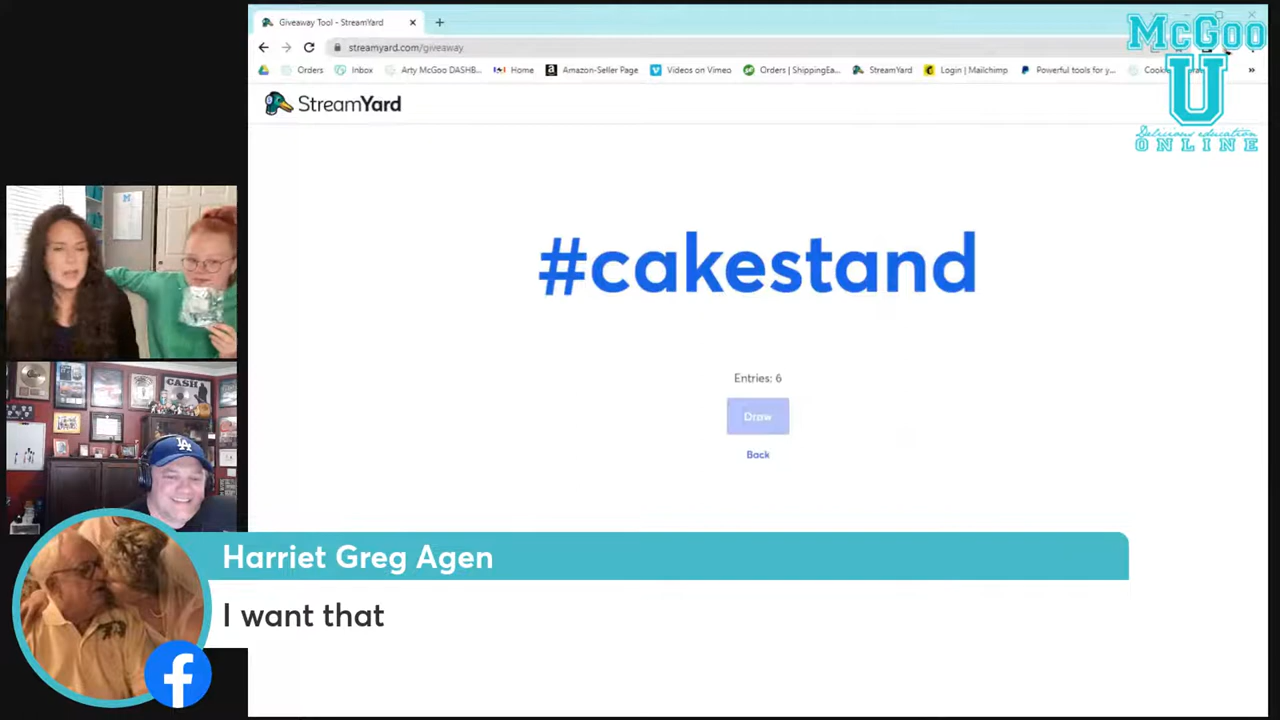 Giveaway Tool - StreamYard
McGoo
U
Delicious education
ONLINE
streamyard.com/giveaway
Orders
Inbox
Arty McGoo DASHB...
Home
Amazon-Seller Page
Videos on Vimeo
Orders | ShippingEa...
StreamYard
Login | Mailchimp
Powerful tools for y...
StreamYard
#cakestand
Entries: 6
Draw
Back
CASH
LA
Harriet Greg Agen
I want that